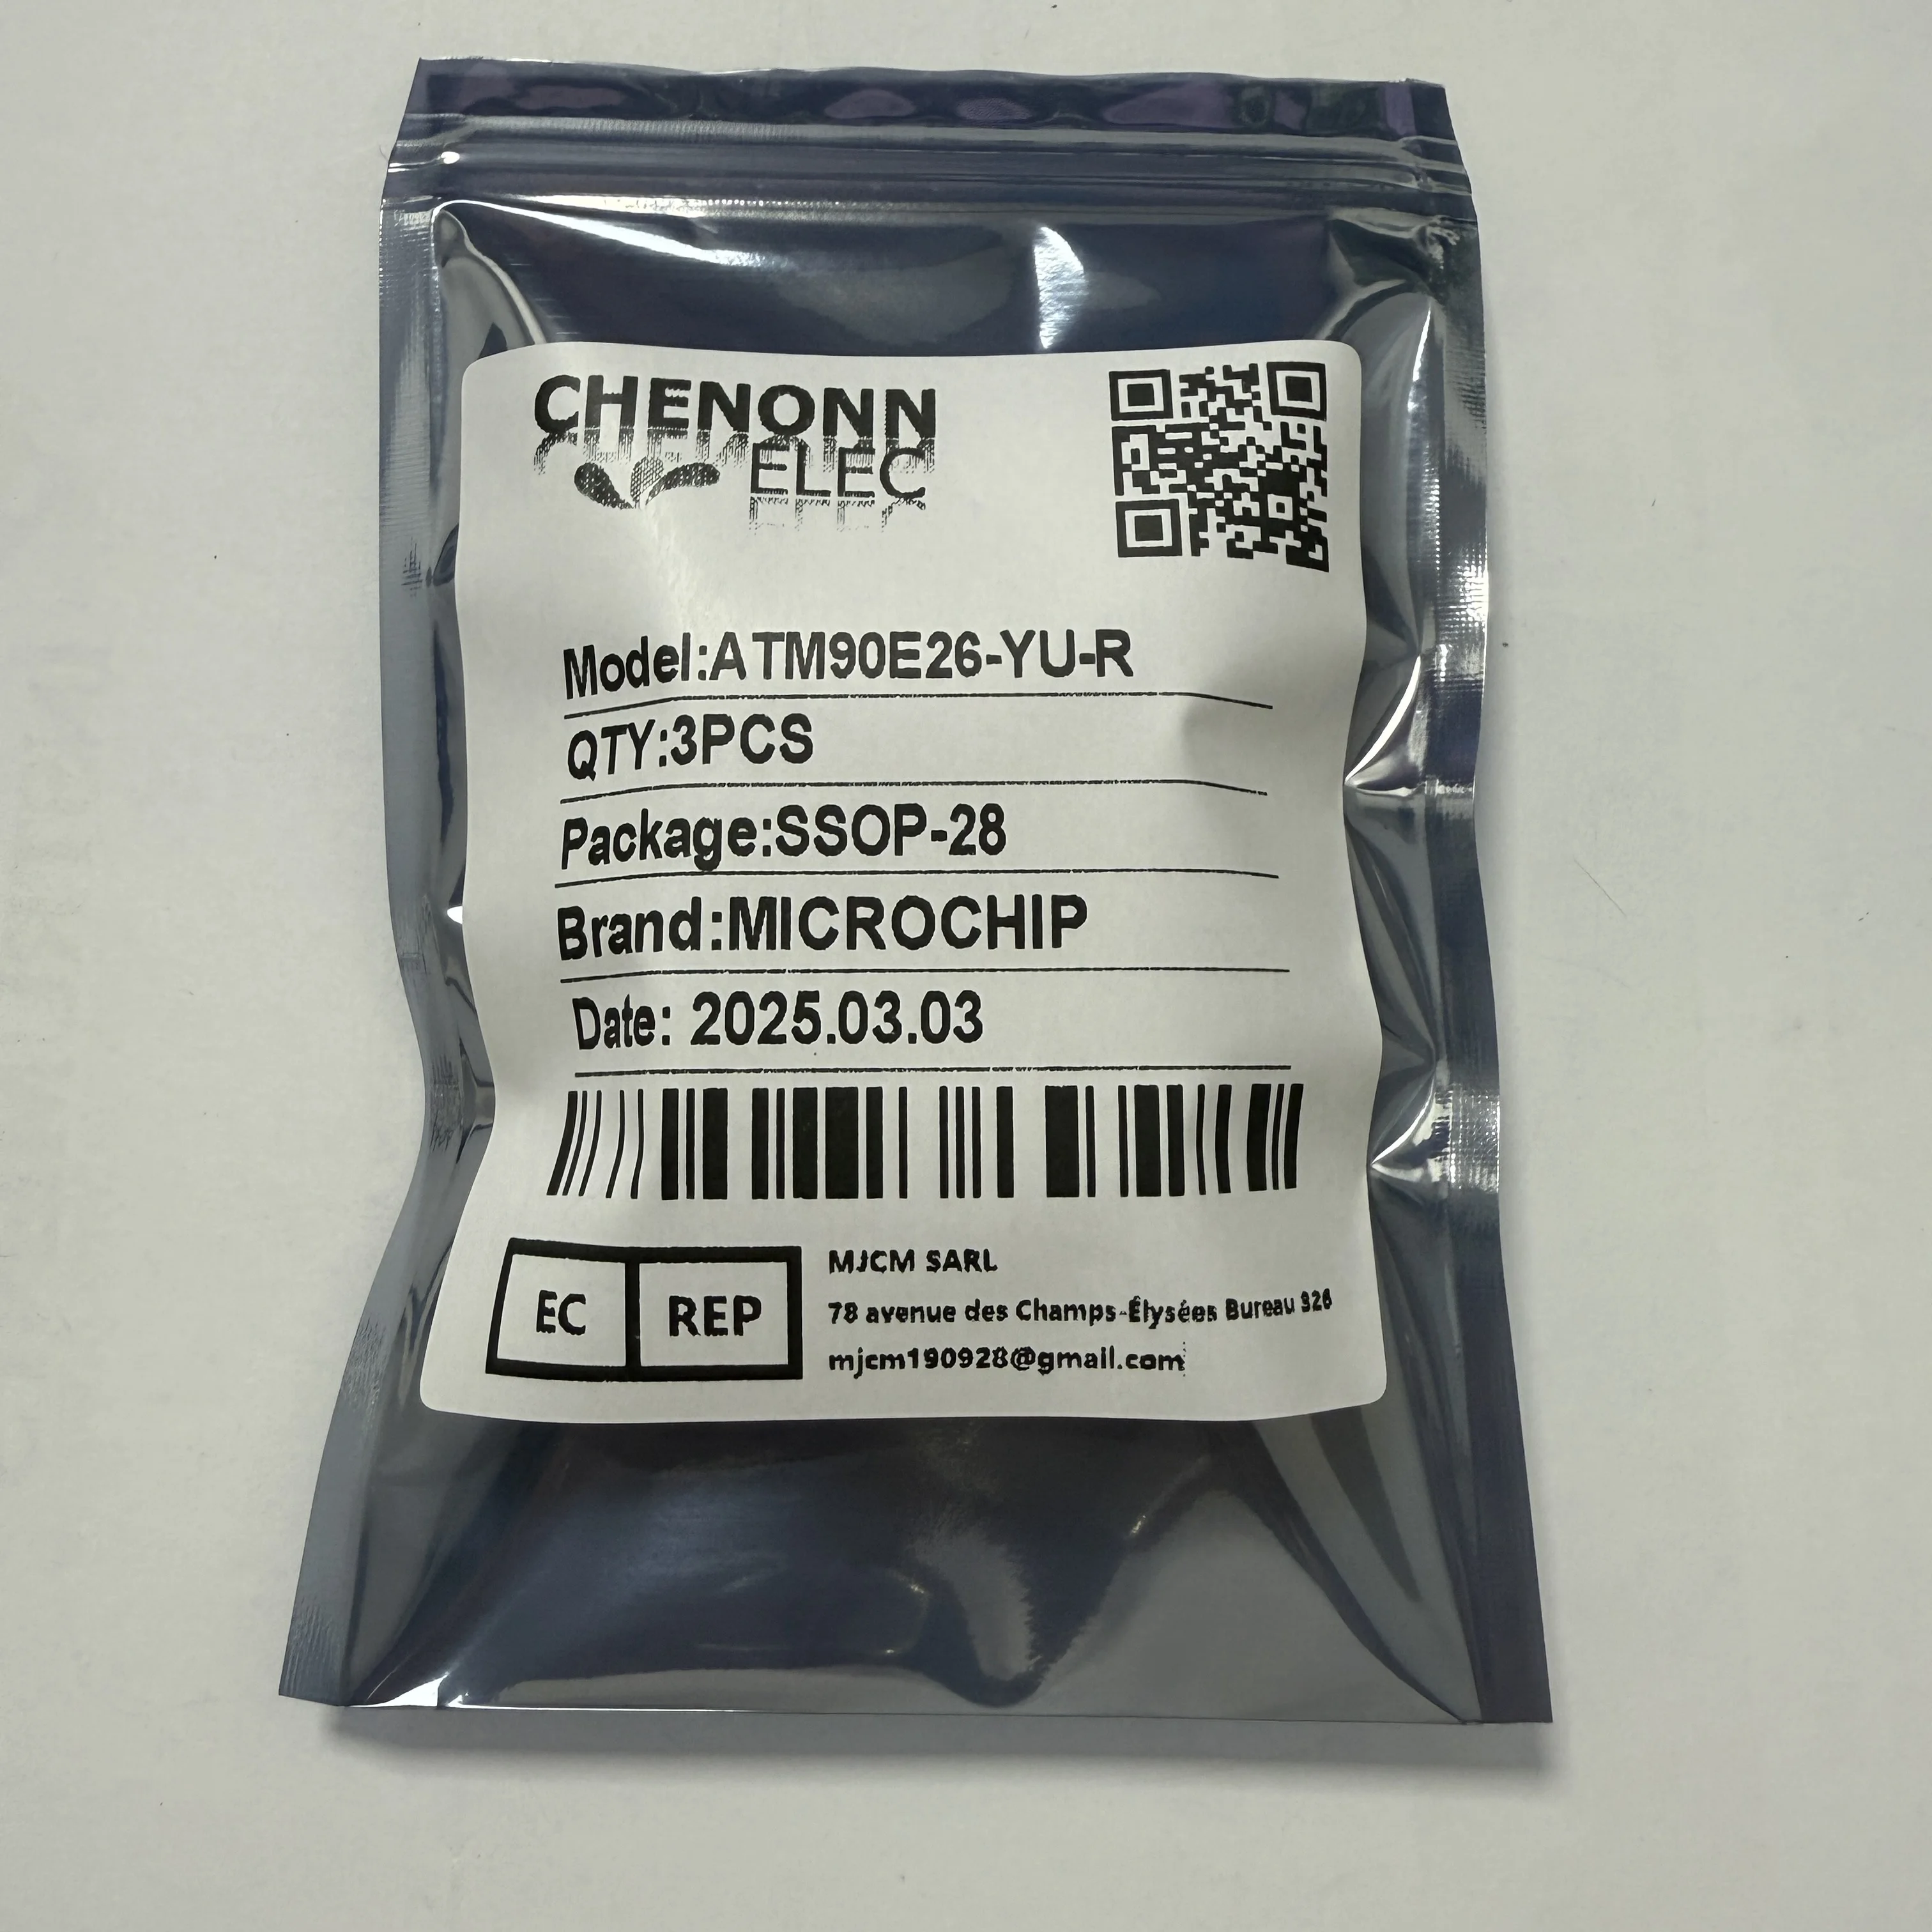 CHENONN
ELEC
Model:ATM90E26-YU-R
QTY:3PCS
Package:SSOP-28
Brand:MICROCHIP
Date: 2025.03.03
EC REP
MJCM SARL
78 avenue des Champs-Élysées Bureau 326
mjcm190928@gmail.com